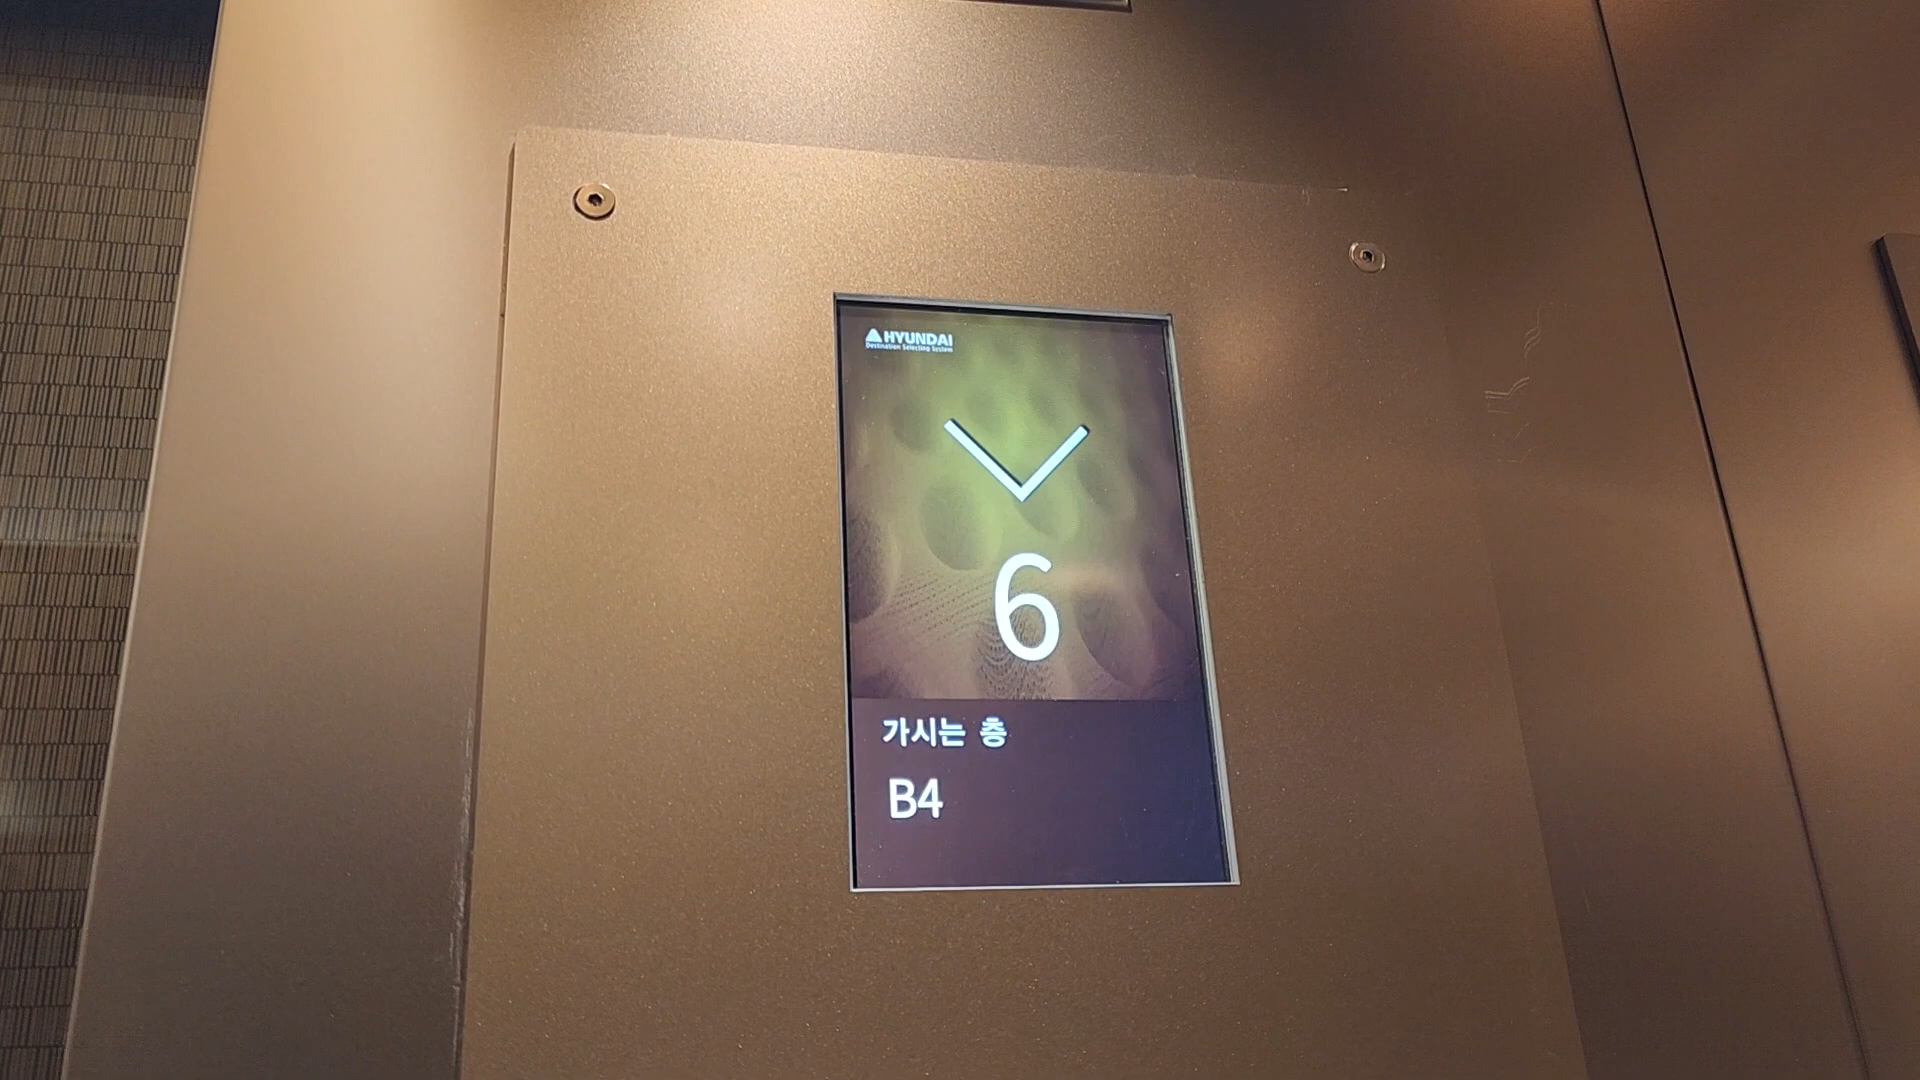 HYUNDAI
Destination Selecting System
6
가시는 층
B4